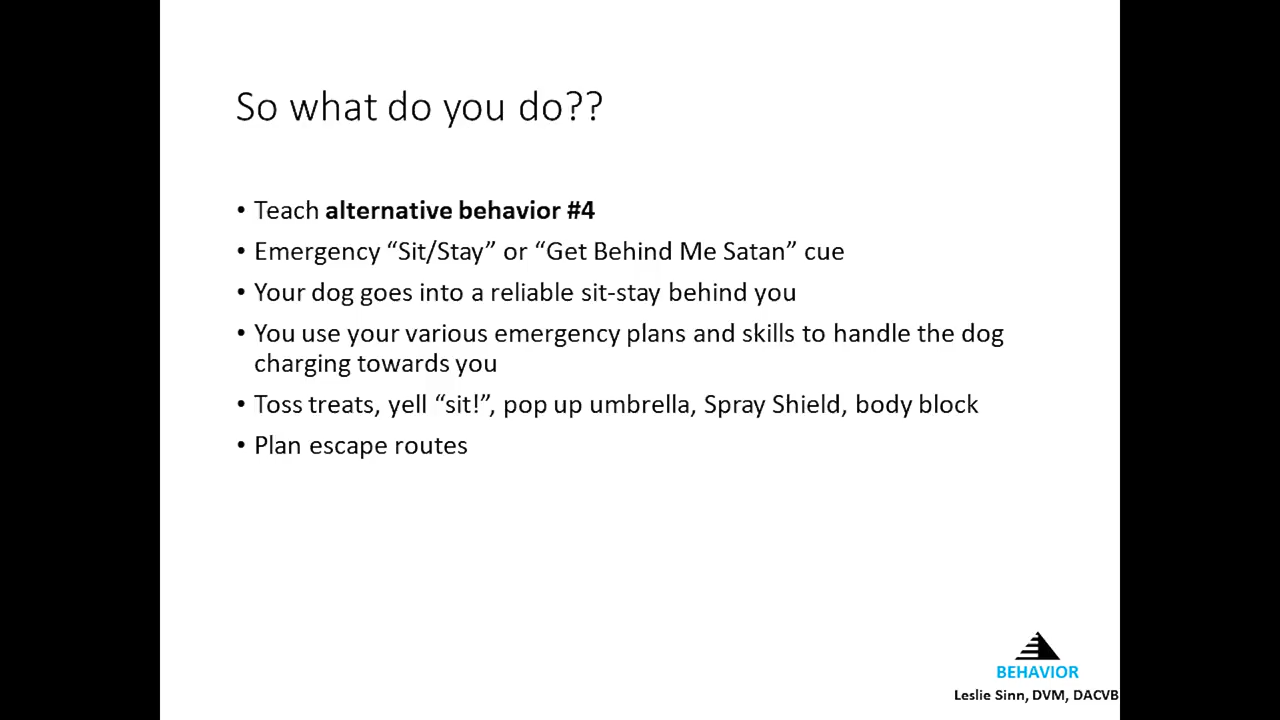 So what do you do??
• Teach alternative behavior #4
• Emergency “Sit/Stay” or “Get Behind Me Satan” cue
• Your dog goes into a reliable sit-stay behind you
• You use your various emergency plans and skills to handle the dog
charging towards you
• Toss treats, yell “sit!”, pop up umbrella, Spray Shield, body block
• Plan escape routes
BEHAVIOR
Leslie Sinn, DVM, DACVB